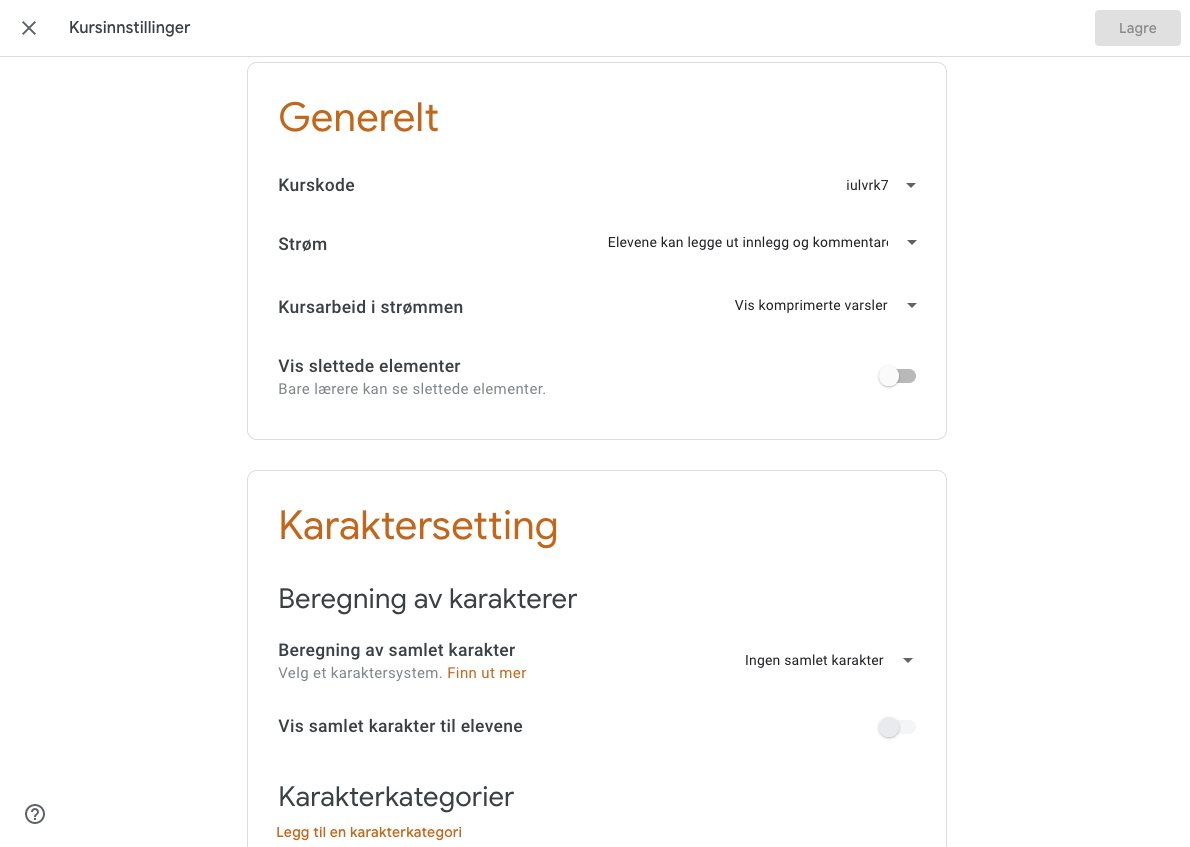 Kursinnstillinger
Lagre
Generelt
Kurskode
iulvrk7
Strøm
Elevene kan legge ut innlegg og kommentare
Kursarbeid i strømmen
Vis komprimerte varsler
Vis slettede elementer
Bare lærere kan se slettede elementer.
Karaktersetting
Beregning av karakterer
Beregning av samlet karakter
Velg et karaktersystem. Finn ut mer
Ingen samlet karakter
Vis samlet karakter til elevene
Karakterkategorier
Legg til en karakterkategori